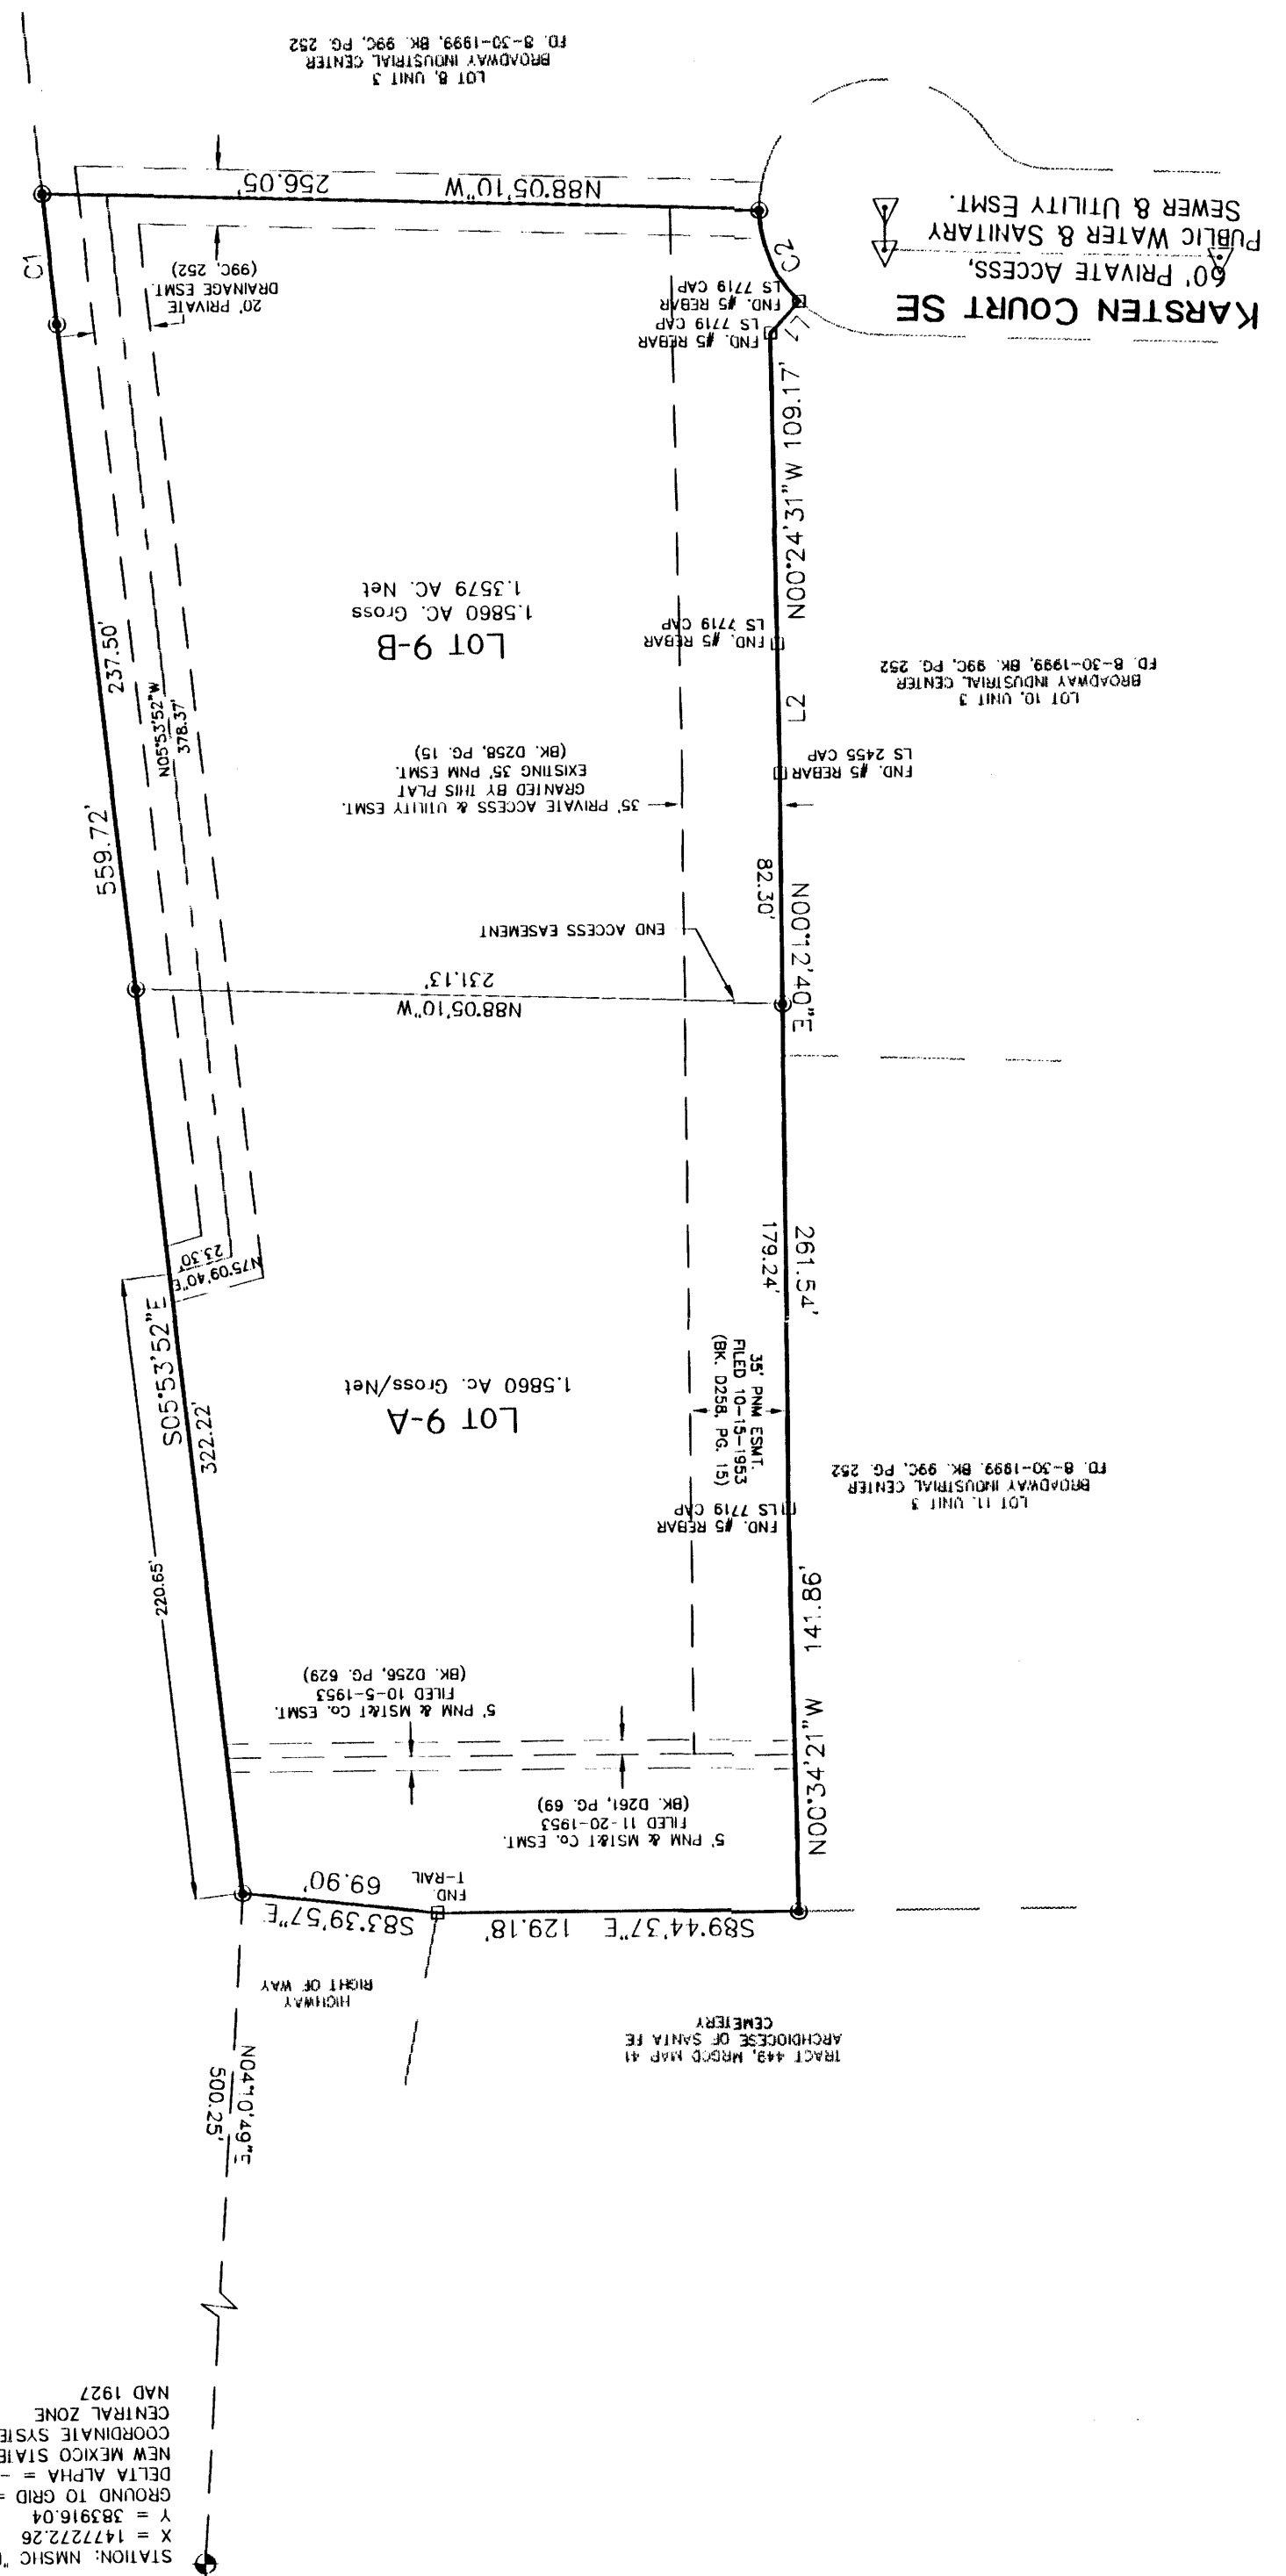 STATION: NMSHC "
X = 1477272.26
Y = 383916.04
GROUND TO GRID =
DELTA ALPHA = -
NEW MEXICO STATE
COORDINATE SYSTE
CENTRAL ZONE
NAD 1927
N04°10'49"E
500.25'
TRACT 449, MRGCD MAP 41
ARCHDIOCESE OF SANTA FE
CEMETERY
HIGHWAY
RIGHT OF WAY
S89°44'37"E 129.18'
S83°39'57"E
69.90'
FND.
T-RAIL
5' PNM & MST&T Co. ESMT.
FILED 11-20-1953
(BK. D261, PG. 69)
5' PNM & MST&T Co. ESMT.
FILED 10-5-1953
(BK. D256, PG. 629)
N00°34'21"W 141.86'
220.65'
FND. #5 REBAR
LS 7719 CAP
LOT 11, UNIT 3
BROADWAY INDUSTRIAL CENTER
FD. 8-30-1999, BK. 99C, PG. 252
35' PNM ESMT.
FILED 10-15-1953
(BK. D258, PG. 15)
LOT 9-A
1.5860 Ac. Gross/Net
S05°53'52"E
322.22'
261.54'
179.24'
N75°09'40"E
23.30'
N88°05'10"W
231.13'
N00°12'40"E
82.30'
END ACCESS EASEMENT
559.72'
35' PRIVATE ACCESS & UTILITY ESMT.
GRANTED BY THIS PLAT
EXISTING 35' PNM ESMT.
(BK. D258, PG. 15)
FND. #5 REBAR
LS 2455 CAP
L2
N05°53'52"W
378.37'
237.50'
LOT 10, UNIT 3
BROADWAY INDUSTRIAL CENTER
FD. 8-30-1999, BK. 99C, PG. 252
FND. #5 REBAR
LS 7719 CAP
LOT 9-B
1.5860 AC. Gross
1.3579 AC. Net
N00°24'31"W 109.17'
FND. #5 REBAR
LS 7719 CAP
L1
FND. #5 REBAR
LS 7719 CAP
C2
KARSTEN COURT SE
60' PRIVATE ACCESS,
PUBLIC WATER & SANITARY
SEWER & UTILITY ESMT.
20' PRIVATE
DRAINAGE ESMT.
(99C, 252)
C1
N88°05'10"W 256.05'
LOT 8, UNIT 3
BROADWAY INDUSTRIAL CENTER
FD. 8-30-1999, BK. 99C, PG. 252